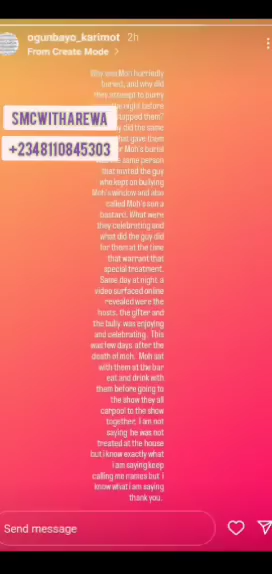 ogunbayo_karimot 2h
From Create Mode >
Why was Moh hurriedly
buried, and why did
they attempt to burry
the night before
stopped them?
did the same
that gave them
Moh's burial
same person
that invited the guy
who kept on bullying
Moh's window and also
called Moh's son a
bastard. What were
they celebrating and
what did the guy did
for them at the time
that warrant that
special treatment.
Same day at night a
video surfaced online
revealed were the
hosts, the gifter and
the bully was enjoying
and celebrating. This
was few days after the
death of moh. Moh sat
with them at the bar
eat and drink with
them before going to
the show they all
carpool to the show
together, I am not
saying he was not
treated at the house
but i know exactly what
i am saying keep
calling me names but i
know what i am saying
thank you.
SMCWITHAREWA
+2348110845303
Send message